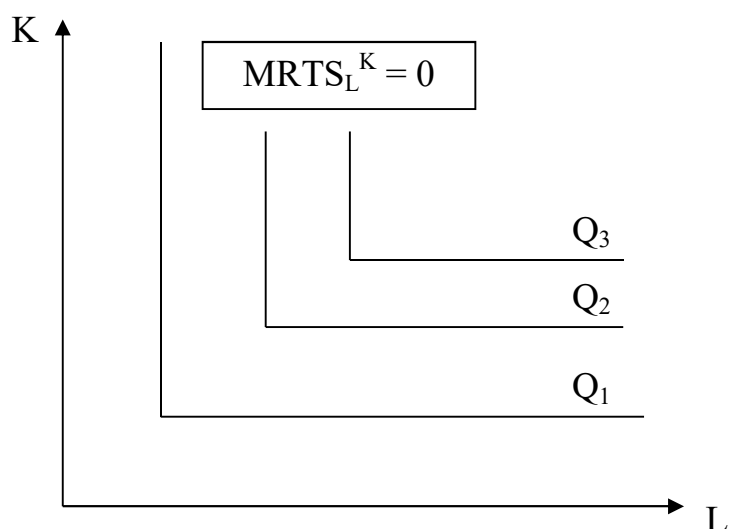 K
MRTS_L^K = 0
Q₃
Q₂
Q₁
L